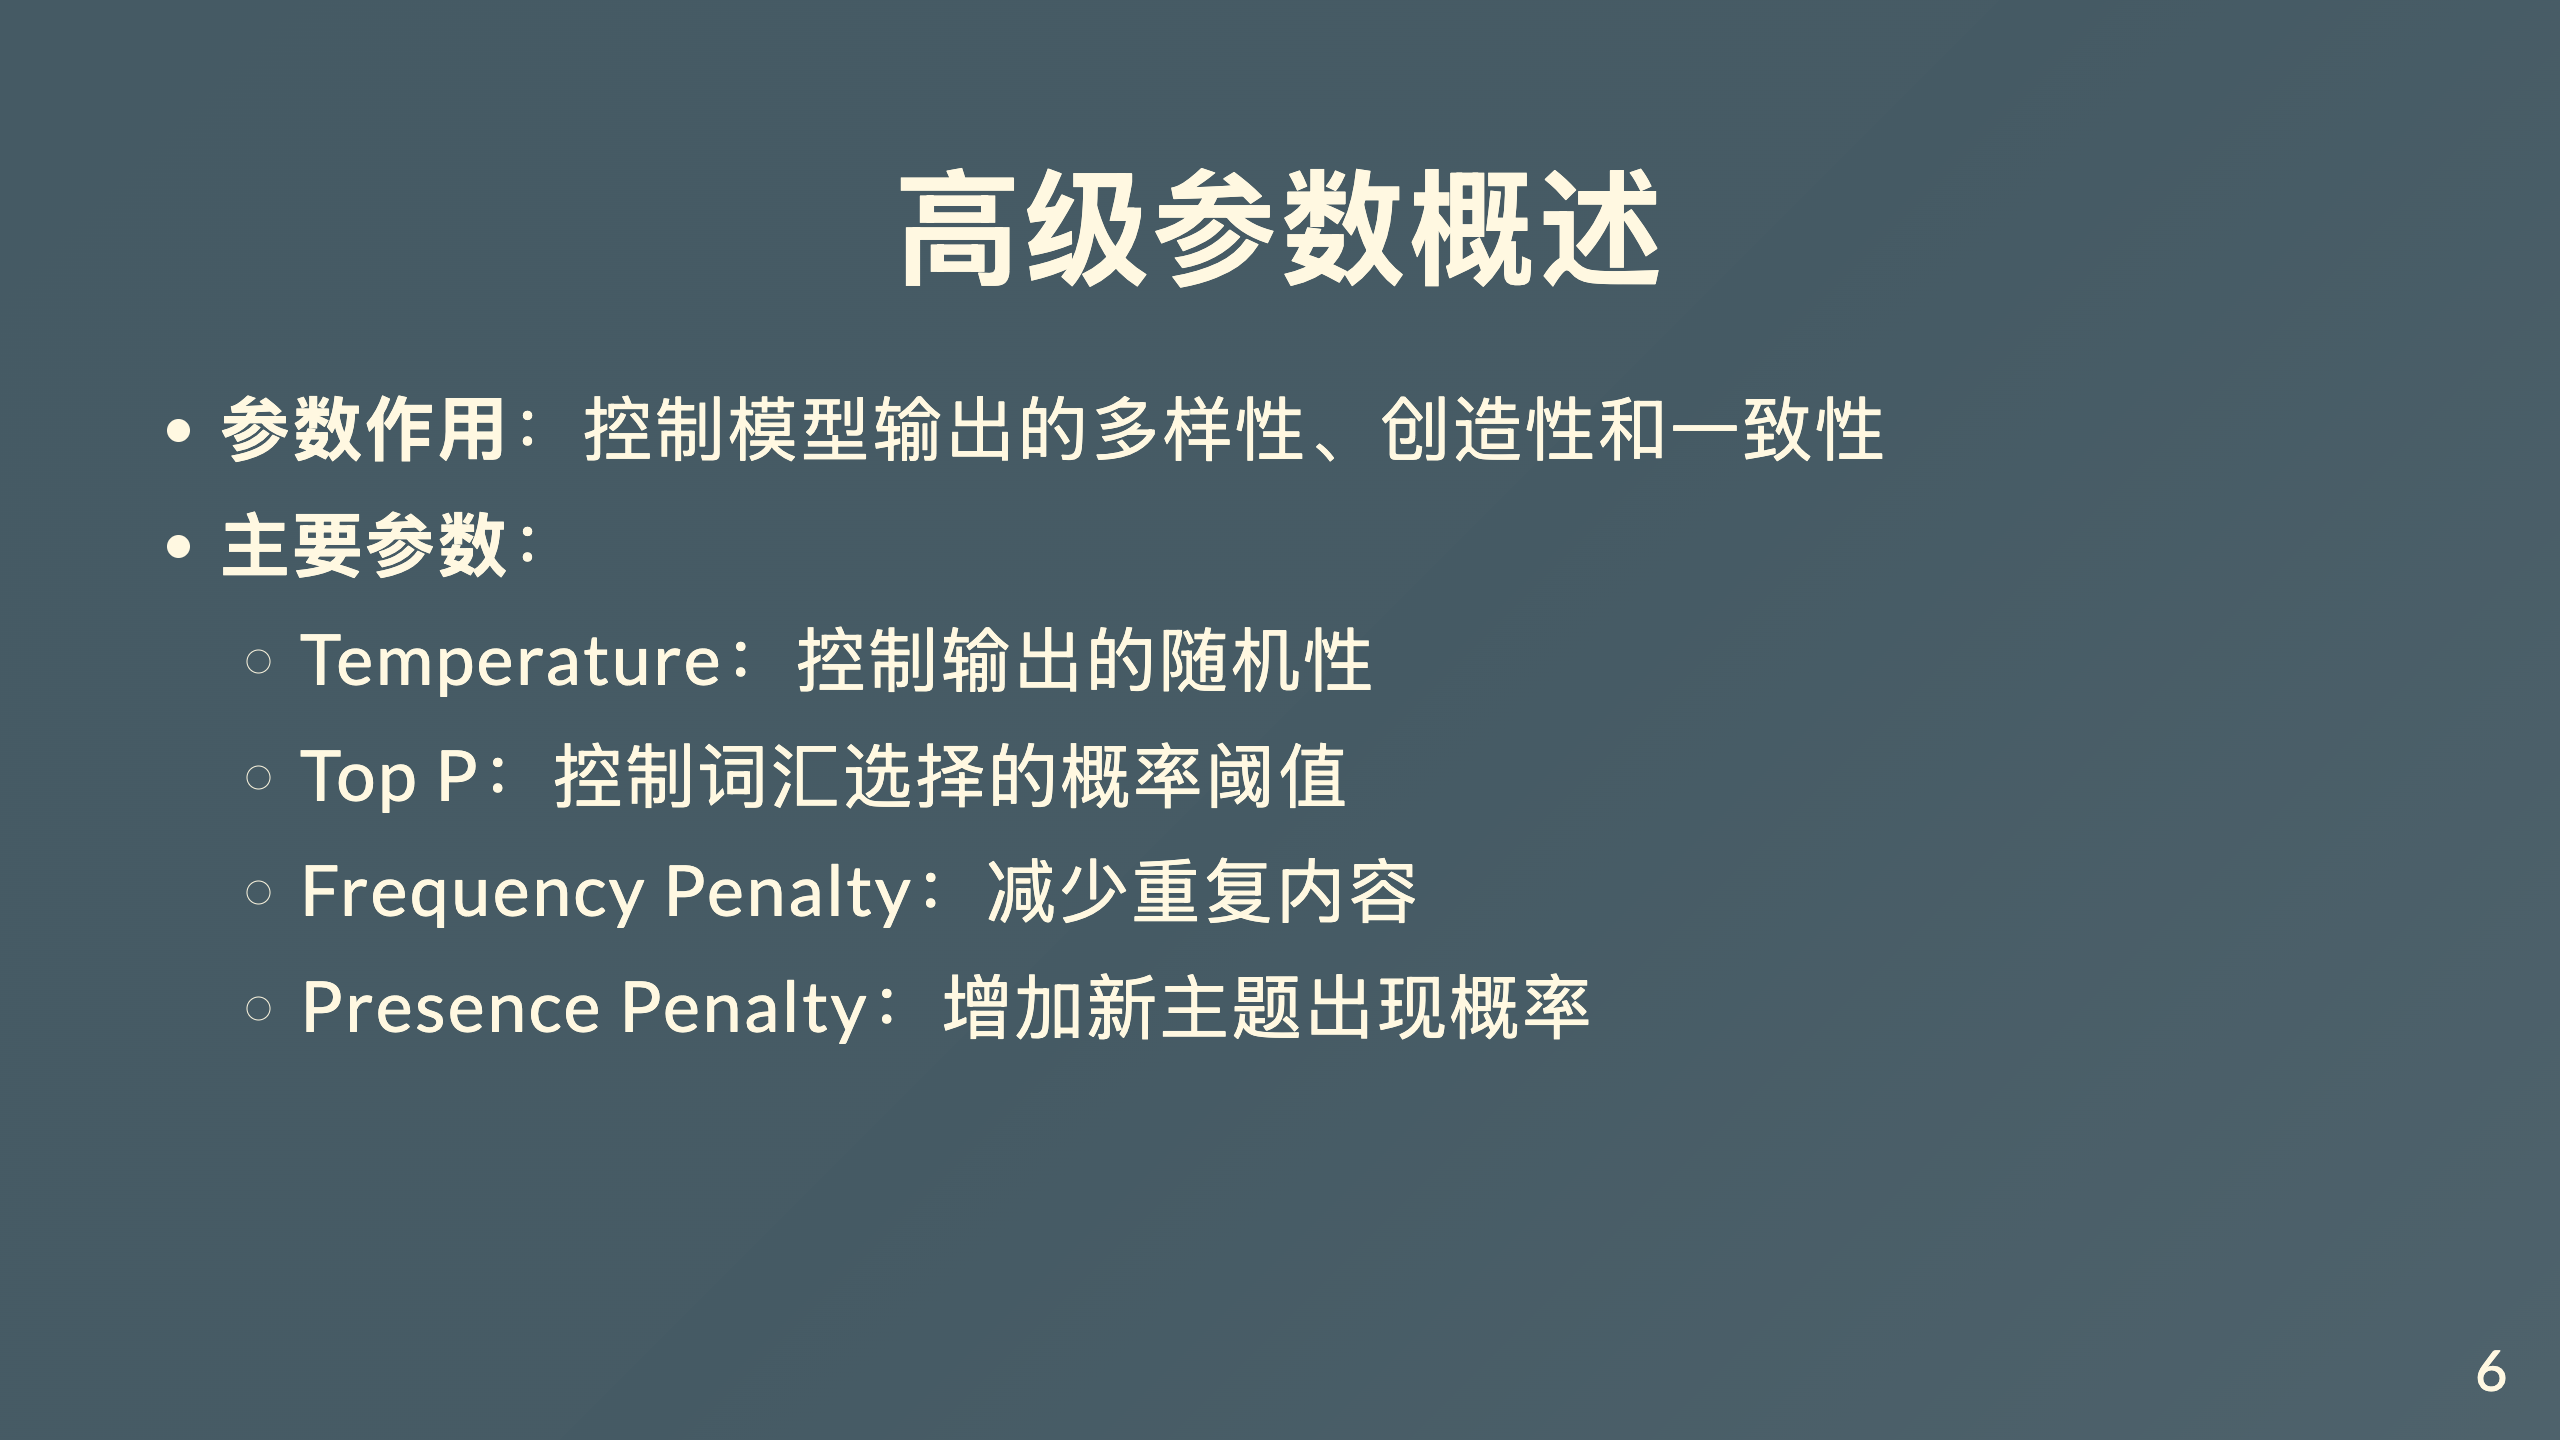 高级参数概述
参数作用：控制模型输出的多样性、创造性和一致性
主要参数：
Temperature：控制输出的随机性
Top P：控制词汇选择的概率阈值
Frequency Penalty：减少重复内容
Presence Penalty：增加新主题出现概率
6